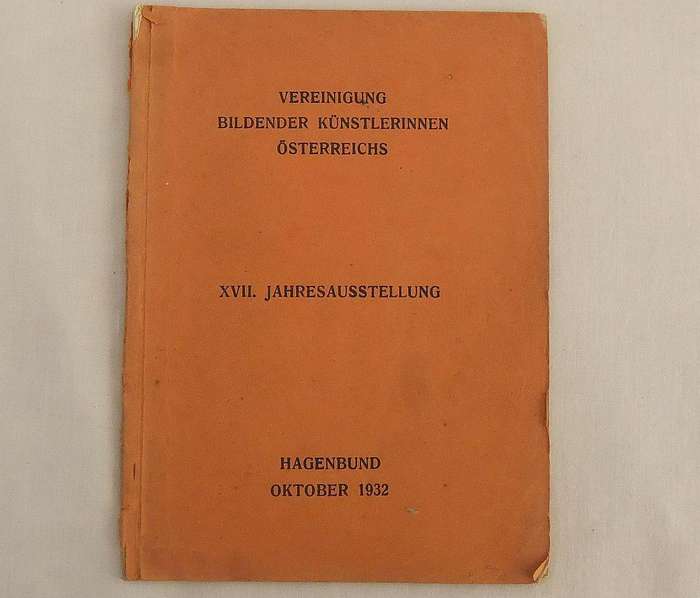 VEREINIGUNG
BILDENDER KÜNSTLERINNEN
ÖSTERREICHS
XVII. JAHRESAUSSTELLUNG
HAGENBUND
OKTOBER 1932